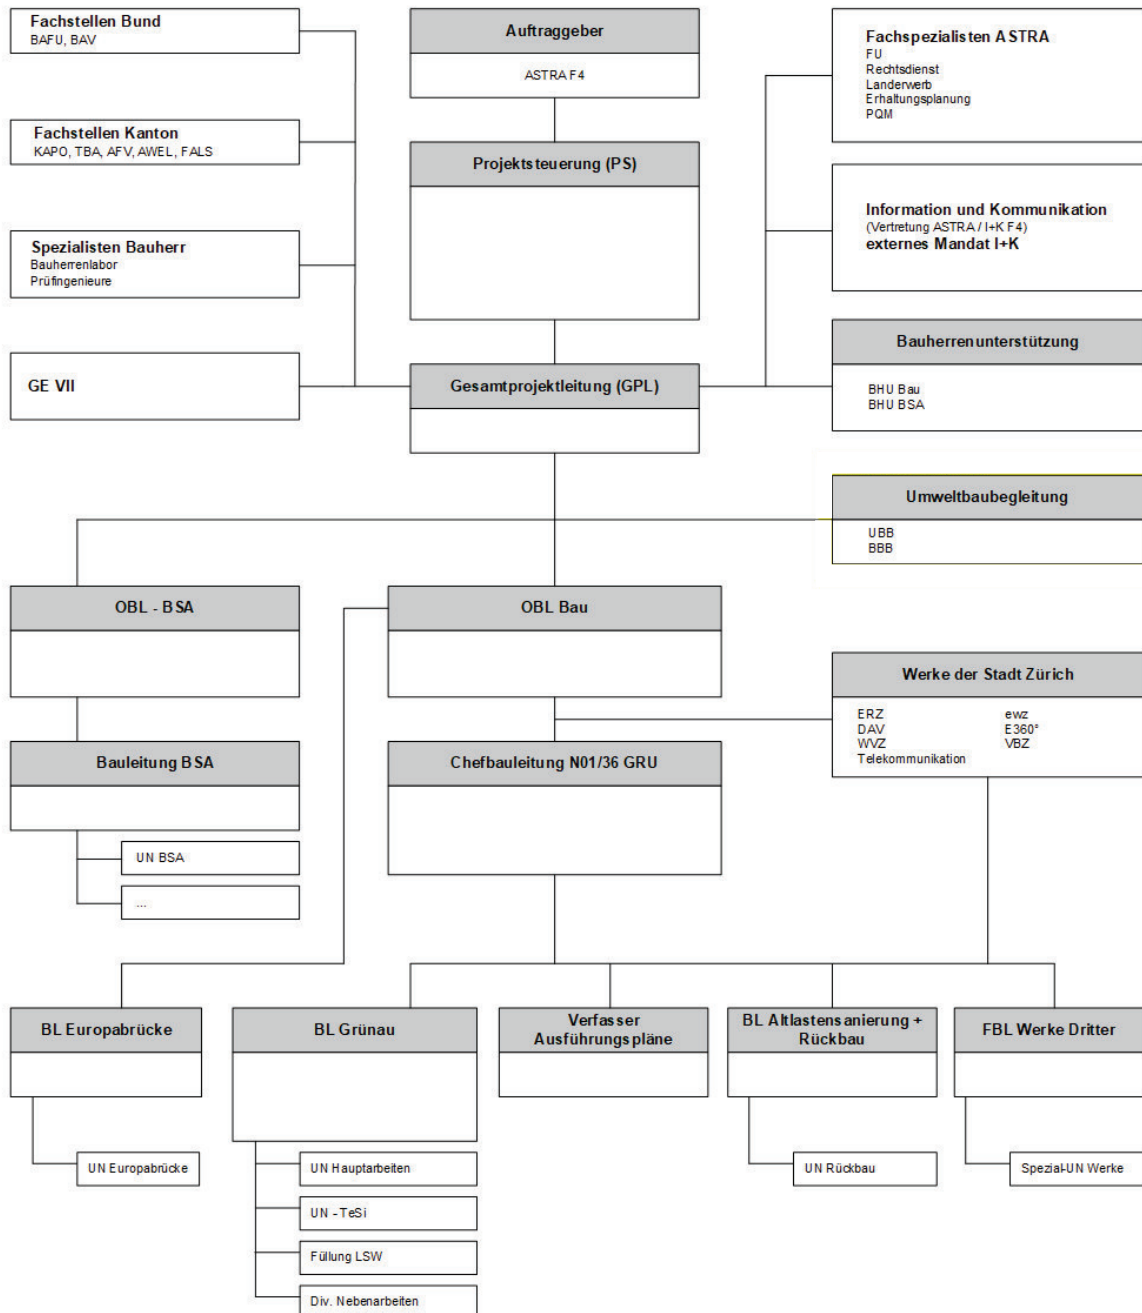 Fachstellen Bund
BAFU, BAV
Auftraggeber
ASTRA F4
Fachspezialisten ASTRA
FU
Rechtsdienst
Landerwerb
Erhaltungsplanung
PQM
Fachstellen Kanton
KAPO, TBA, AFV, AWEL, FALS
Projektsteuerung (PS)
Information und Kommunikation
(Vertretung ASTRA / I+K F4)
externes Mandat I+K
Spezialisten Bauherr
Bauherrenlabor
Prüfingenieure
Bauherrenunterstützung
BHU Bau
BHU BSA
GE VII
Gesamtprojektleitung (GPL)
Umweltbaubegleitung
UBB
BBB
OBL - BSA
OBL Bau
Werke der Stadt Zürich
ERZ ewz
DAV E360°
WVZ VBZ
Telekommunikation
Bauleitung BSA
Chefbauleitung N01/36 GRU
UN BSA
...
BL Europabrücke
BL Grünau
Verfasser
Ausführungspläne
BL Altlastensanierung +
Rückbau
FBL Werke Dritter
UN Europabrücke
UN Hauptarbeiten
UN Rückbau
Spezial-UN Werke
UN - TeSi
Füllung LSW
Div. Nebenarbeiten